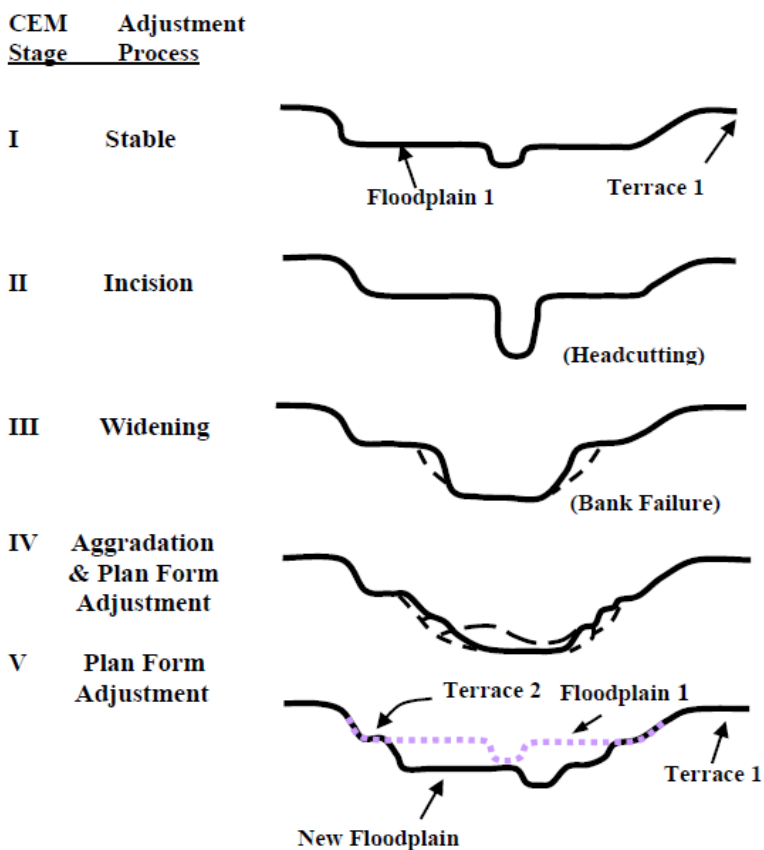 CEM Adjustment
Stage Process
I Stable
Floodplain 1
Terrace 1
II Incision
(Headcutting)
III Widening
(Bank Failure)
IV Aggradation
& Plan Form
Adjustment
V Plan Form
Adjustment
Terrace 2
Floodplain 1
Terrace 1
New Floodplain